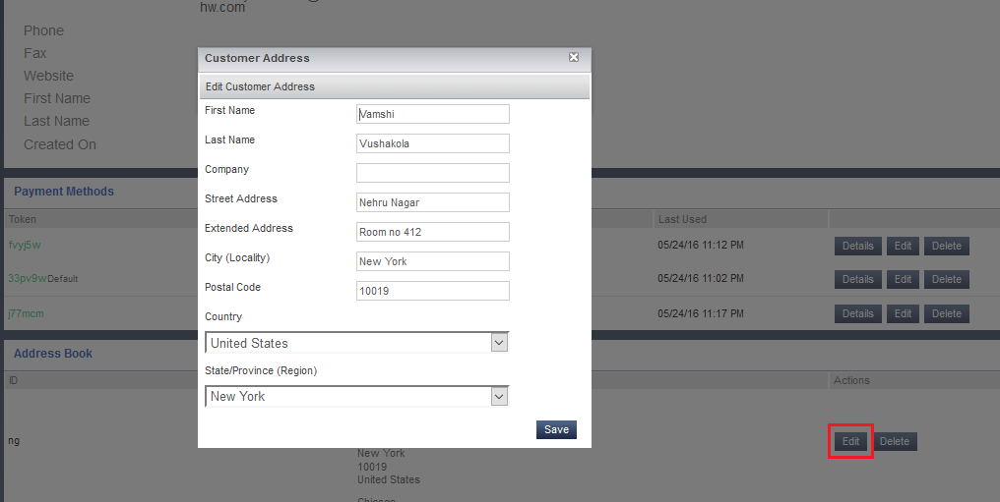 hw.com
Phone
Fax
Website
First Name
Last Name
Created On
Customer Address
Edit Customer Address
First Name Vamshi
Last Name Vushakola
Company
Street Address Nehru Nagar
Extended Address Room no 412
City (Locality) New York
Postal Code 10019
Country
United States
State/Province (Region)
New York
Save
Payment Methods
Token Last Used
fvyj5w 05/24/16 11:12 PM Details Edit Delete
33pv9w Default 05/24/16 11:02 PM Details Edit Delete
j77mcm 05/24/16 11:17 PM Details Edit Delete
Address Book
ID Actions
ng Edit Delete
New York
10019
United States
Chicago